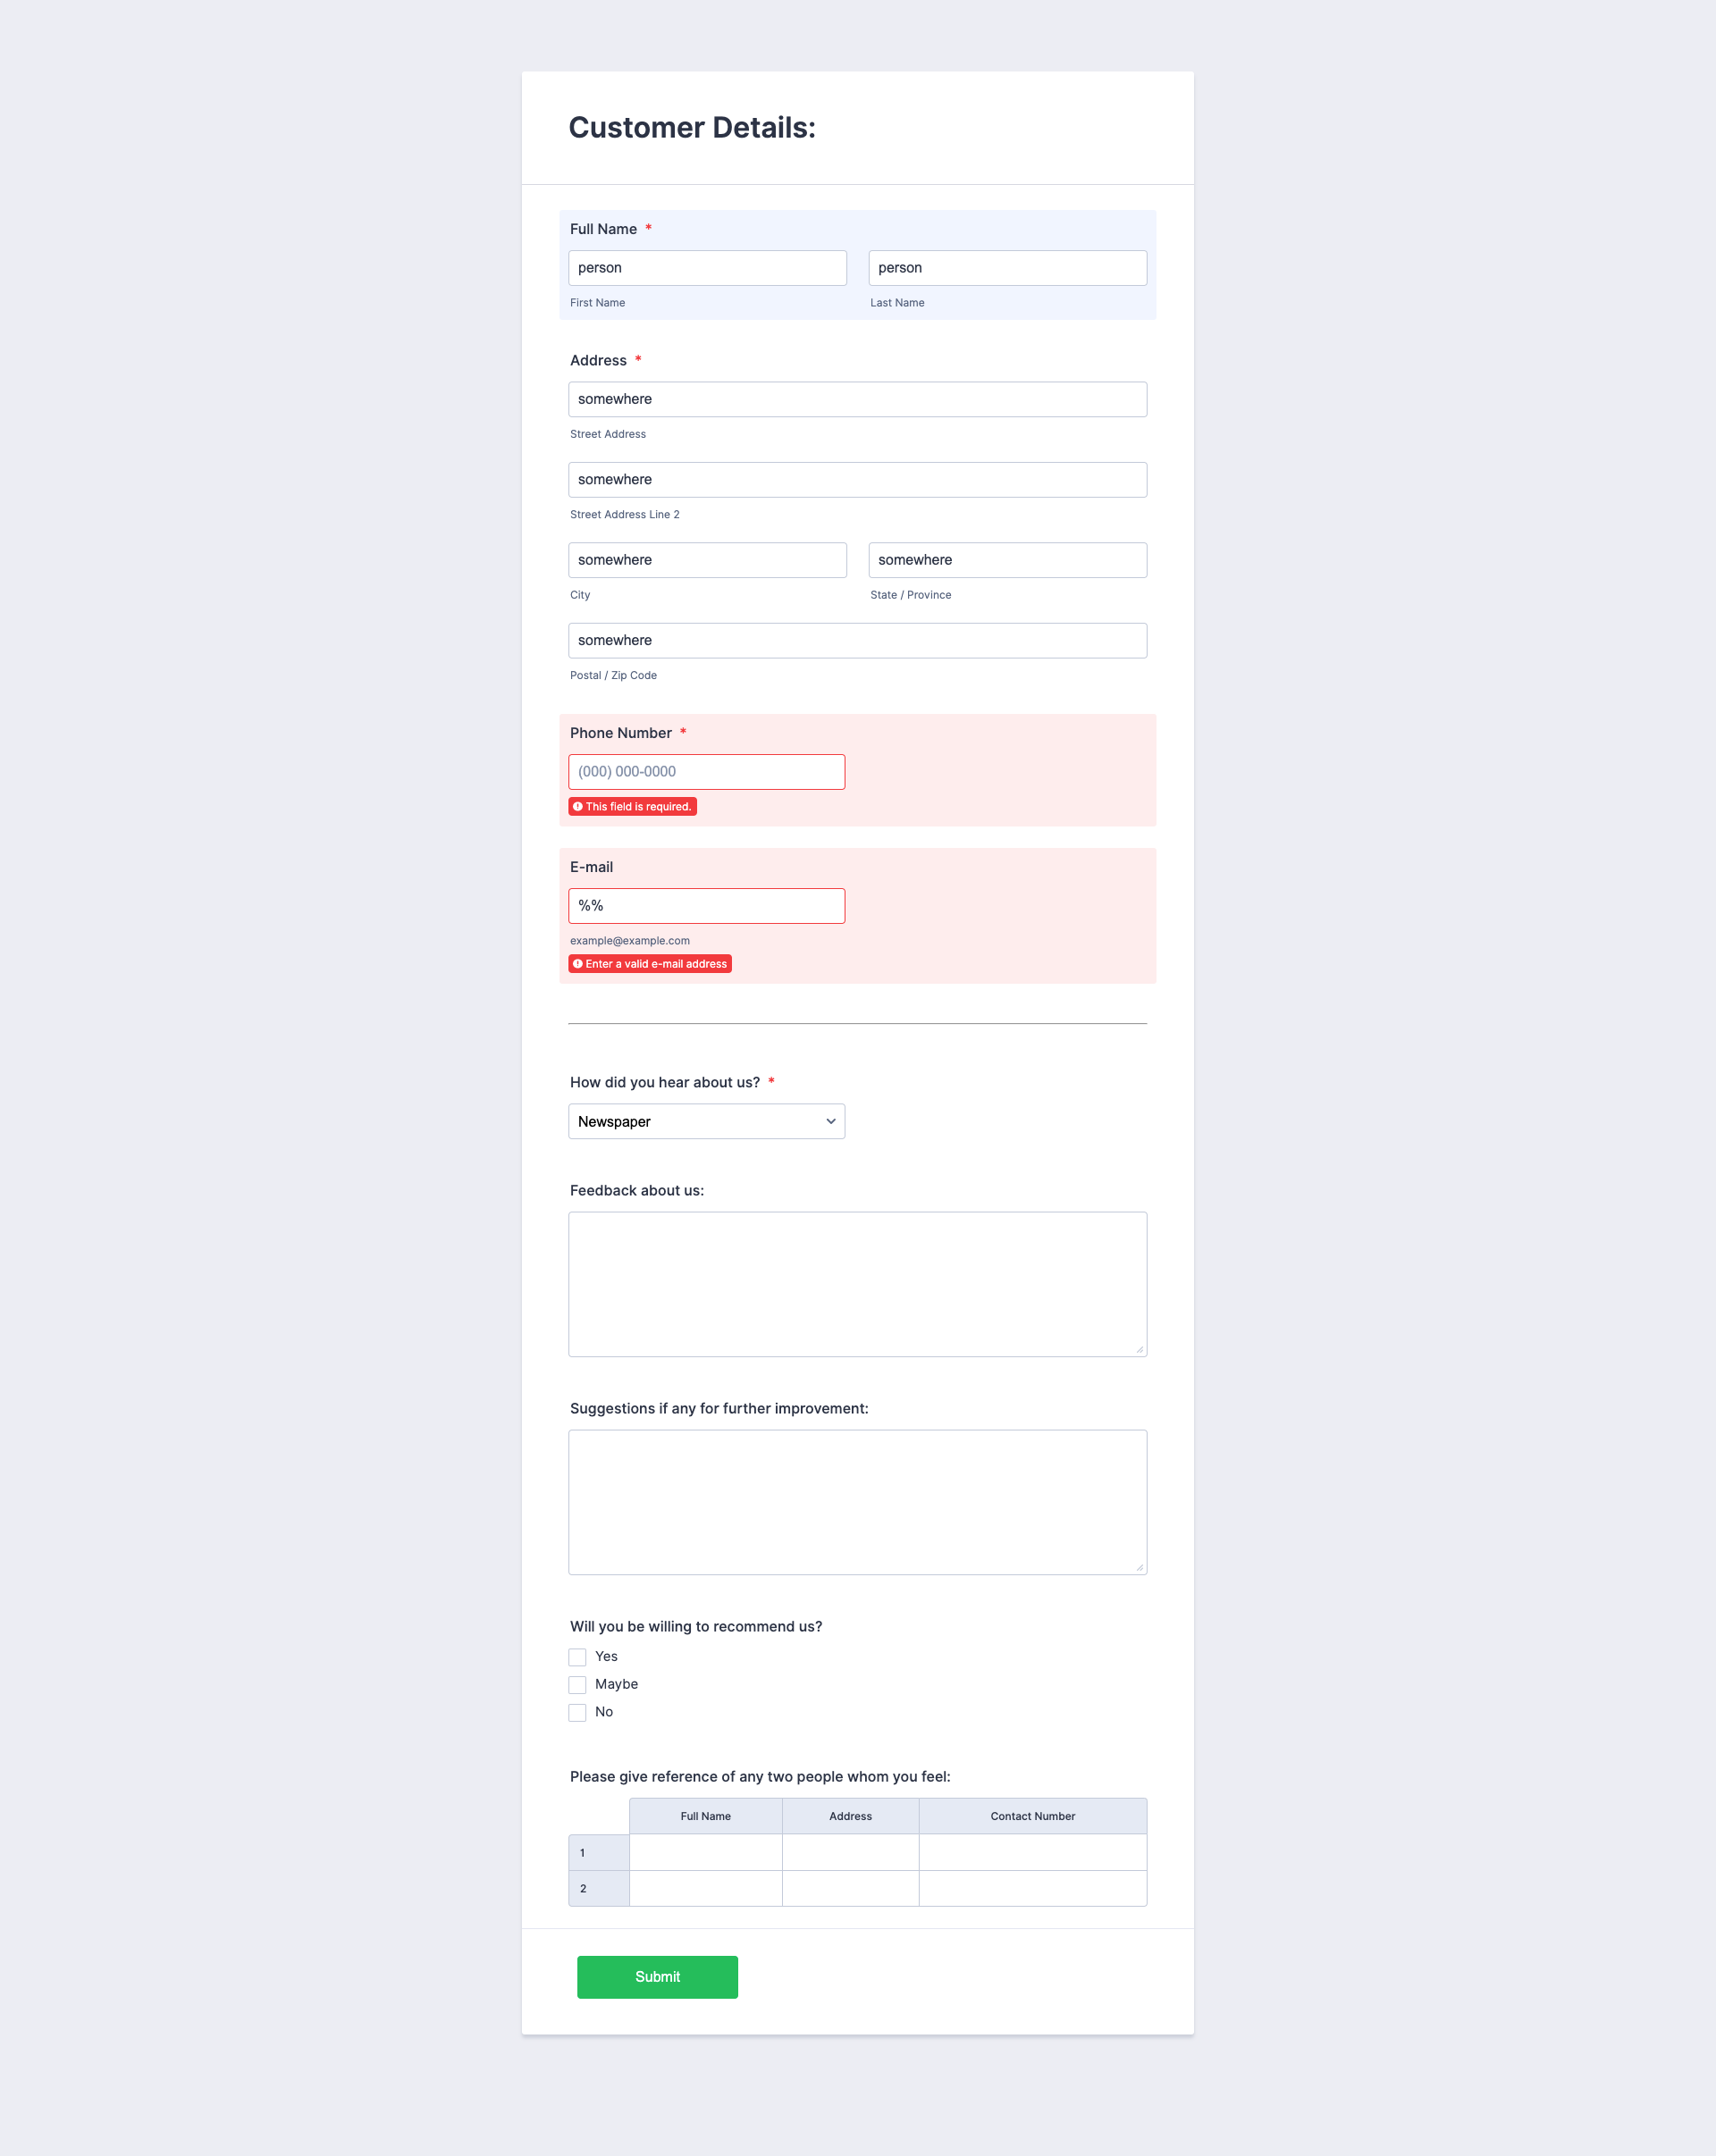 Customer Details:
Full Name *
person person
First Name Last Name
Address *
somewhere
Street Address
somewhere
Street Address Line 2
somewhere somewhere
City State / Province
somewhere
Postal / Zip Code
Phone Number *
(000) 000-0000
This field is required.
E-mail
%%
example@example.com
Enter a valid e-mail address
How did you hear about us? *
Newspaper
Feedback about us:
Suggestions if any for further improvement:
Will you be willing to recommend us?
Yes
Maybe
No
Please give reference of any two people whom you feel:
Full Name Address Contact Number
1
2
Submit